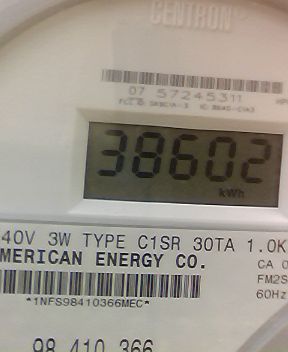 CENTRON
07 57245311
38602
kWh
40V 3W TYPE C1SR 30TA 1.0K
MERICAN ENERGY CO.
CA 0
FM2S
60Hz
*1NFS98410366MEC*
98 410 366